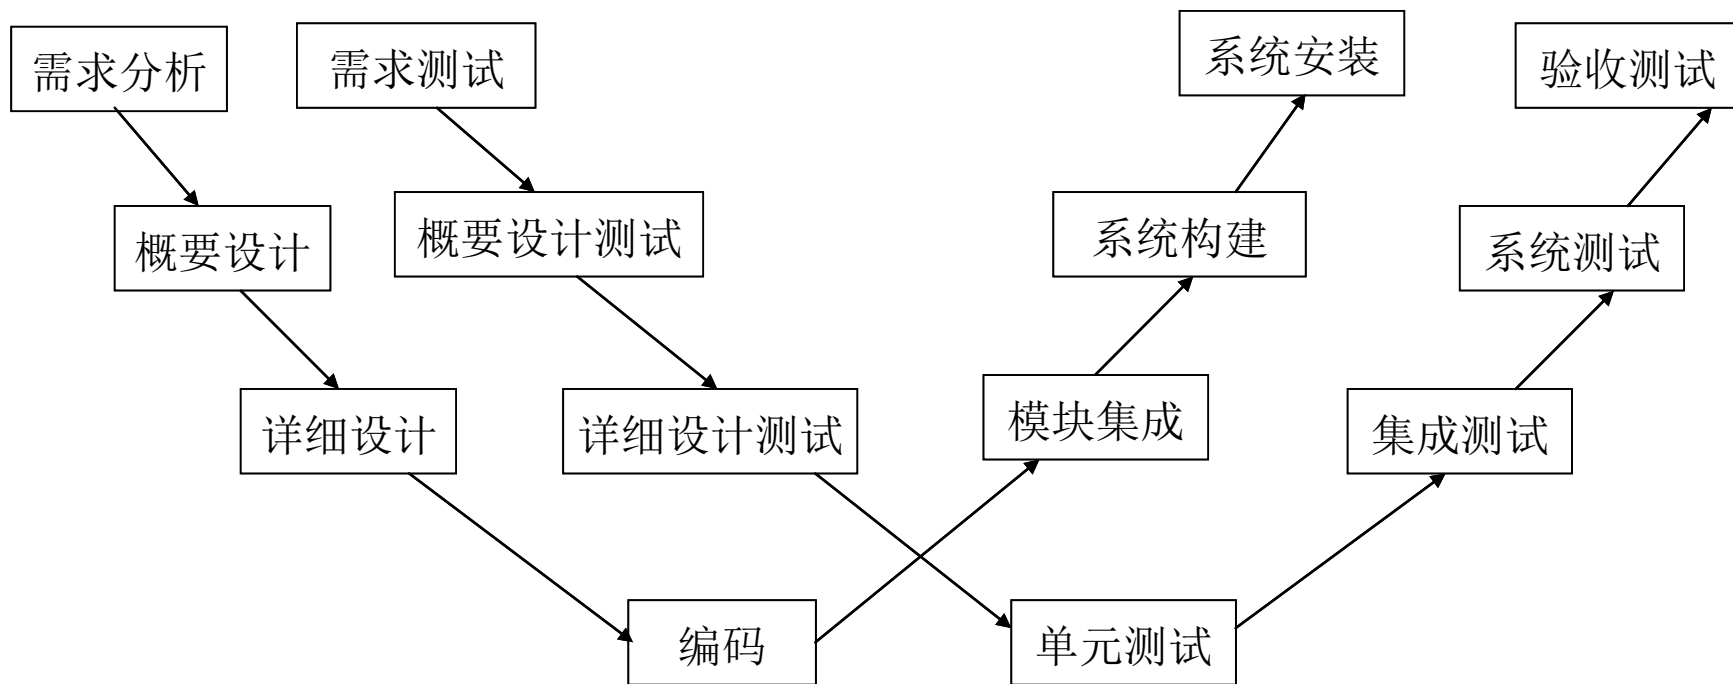 需求分析
需求测试
系统安装
验收测试
概要设计
概要设计测试
系统构建
系统测试
详细设计
详细设计测试
模块集成
集成测试
编码
单元测试